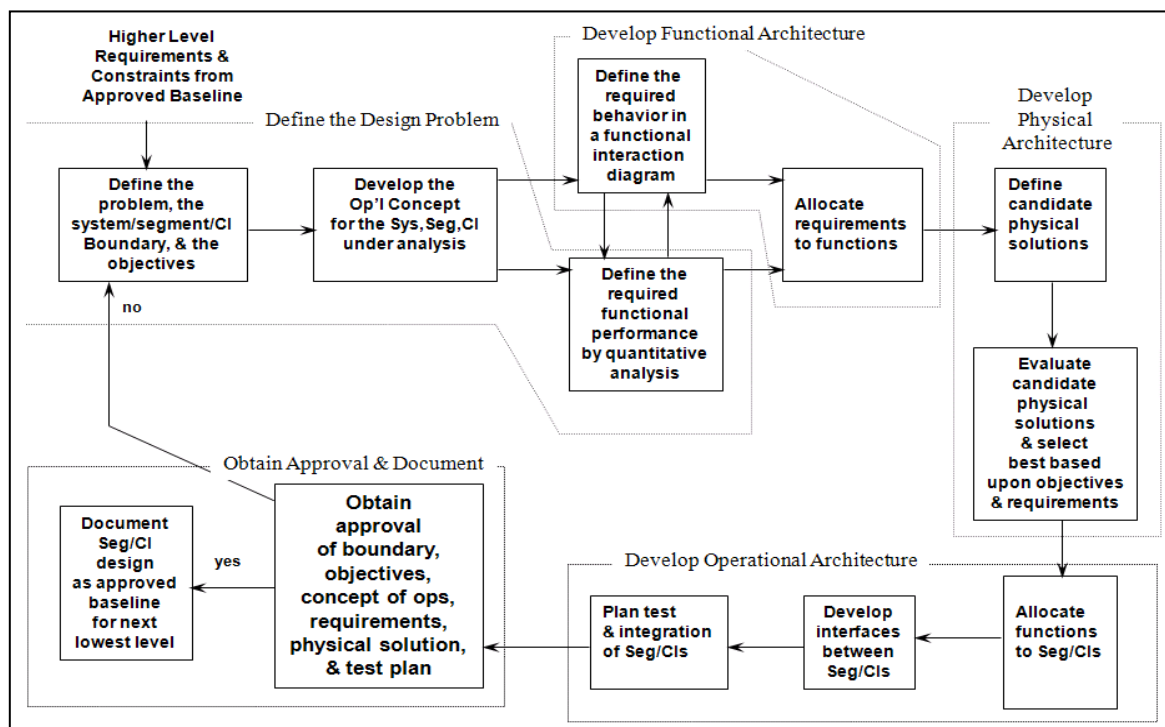 Higher Level
Requirements &
Constraints from
Approved Baseline
Define the Design Problem
Develop Functional Architecture
Define the
required
behavior in
a functional
interaction
diagram
Develop
Physical
Architecture
Define the
problem, the
system/segment/CI
Boundary, & the
objectives
Develop the
Op'l Concept
for the Sys,Seg,CI
under analysis
Allocate
requirements
to functions
Define
candidate
physical
solutions
no
Define the
required
functional
performance
by quantitative
analysis
Evaluate
candidate
physical
solutions
& select
best based
upon objectives
& requirements
Obtain Approval & Document
Document
Seg/CI
design
as approved
baseline
for next
lowest level
yes
Obtain
approval
of boundary,
objectives,
concept of ops,
requirements,
physical solution,
& test plan
Develop Operational Architecture
Plan test
& integration
of Seg/CIs
Develop
interfaces
between
Seg/CIs
Allocate
functions
to Seg/CIs